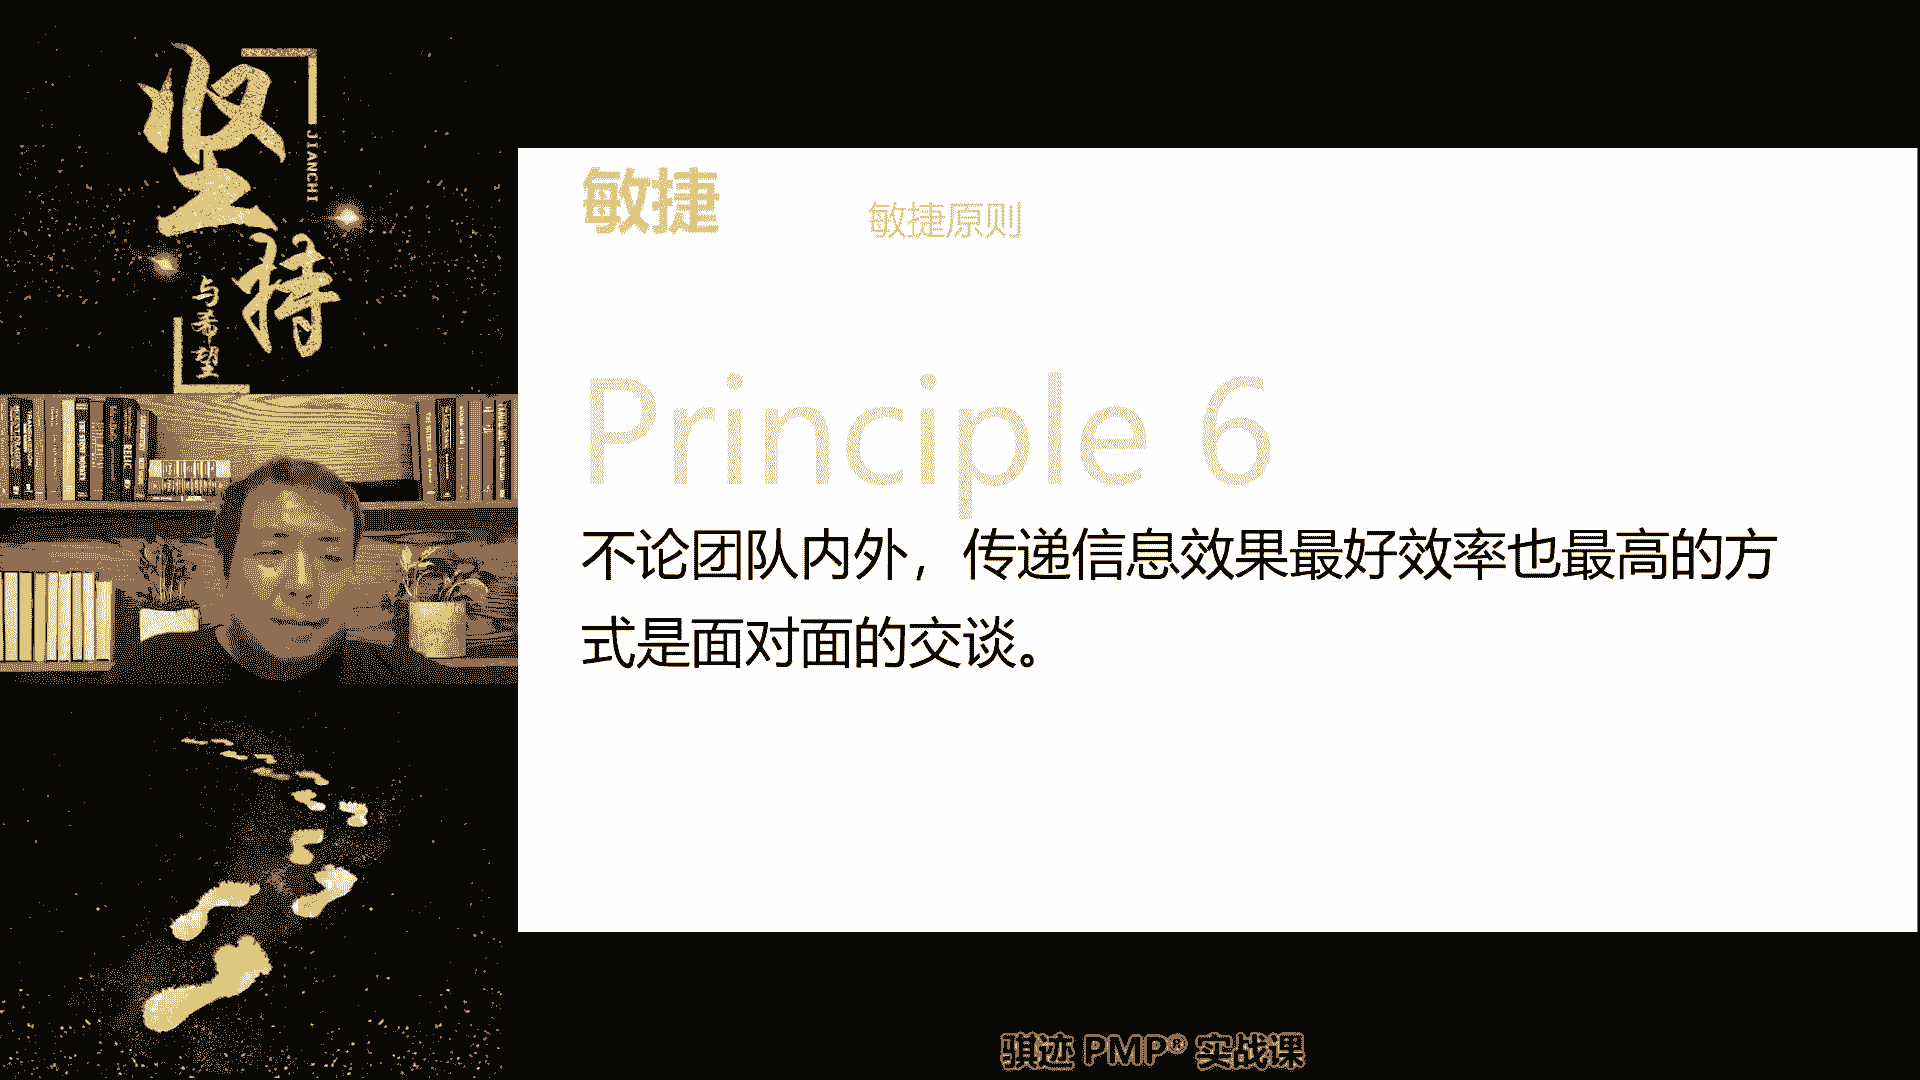 坚持
JIANCHI
与希望
敏捷
敏捷原则
Principle 6
不论团队内外，传递信息效果最好效率也最高的方
式是面对面的交谈。
骐迹 PMP® 实战课